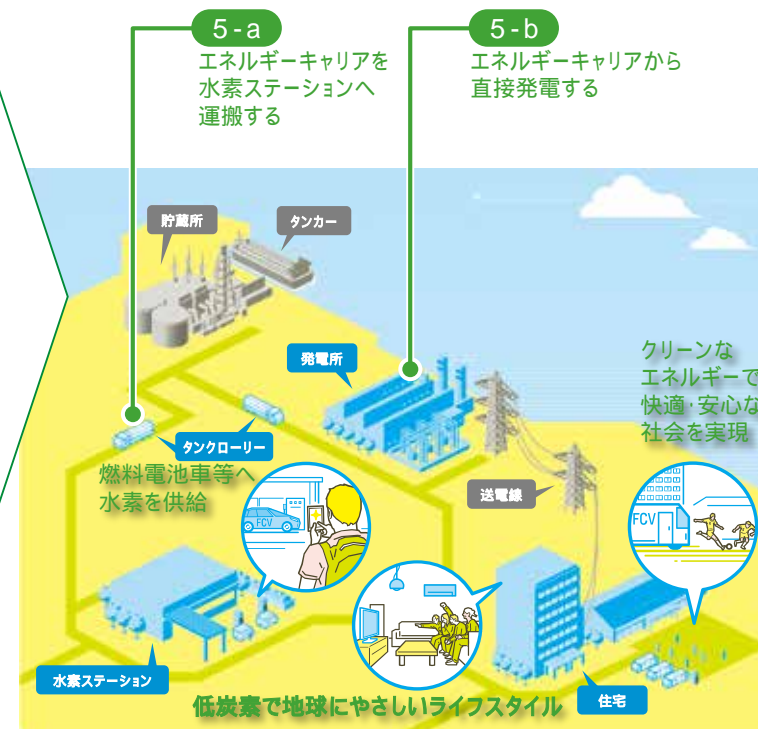 5-a
エネルギーキャリアを
水素ステーションへ
運搬する
5-b
エネルギーキャリアから
直接発電する
貯蔵所
タンカー
発電所
クリーンな
エネルギーで
快適・安心な
社会を実現
タンクローリー
燃料電池車等へ
水素を供給
送電線
FCV
FCV
水素ステーション
低炭素で地球にやさしいライフスタイル
住宅